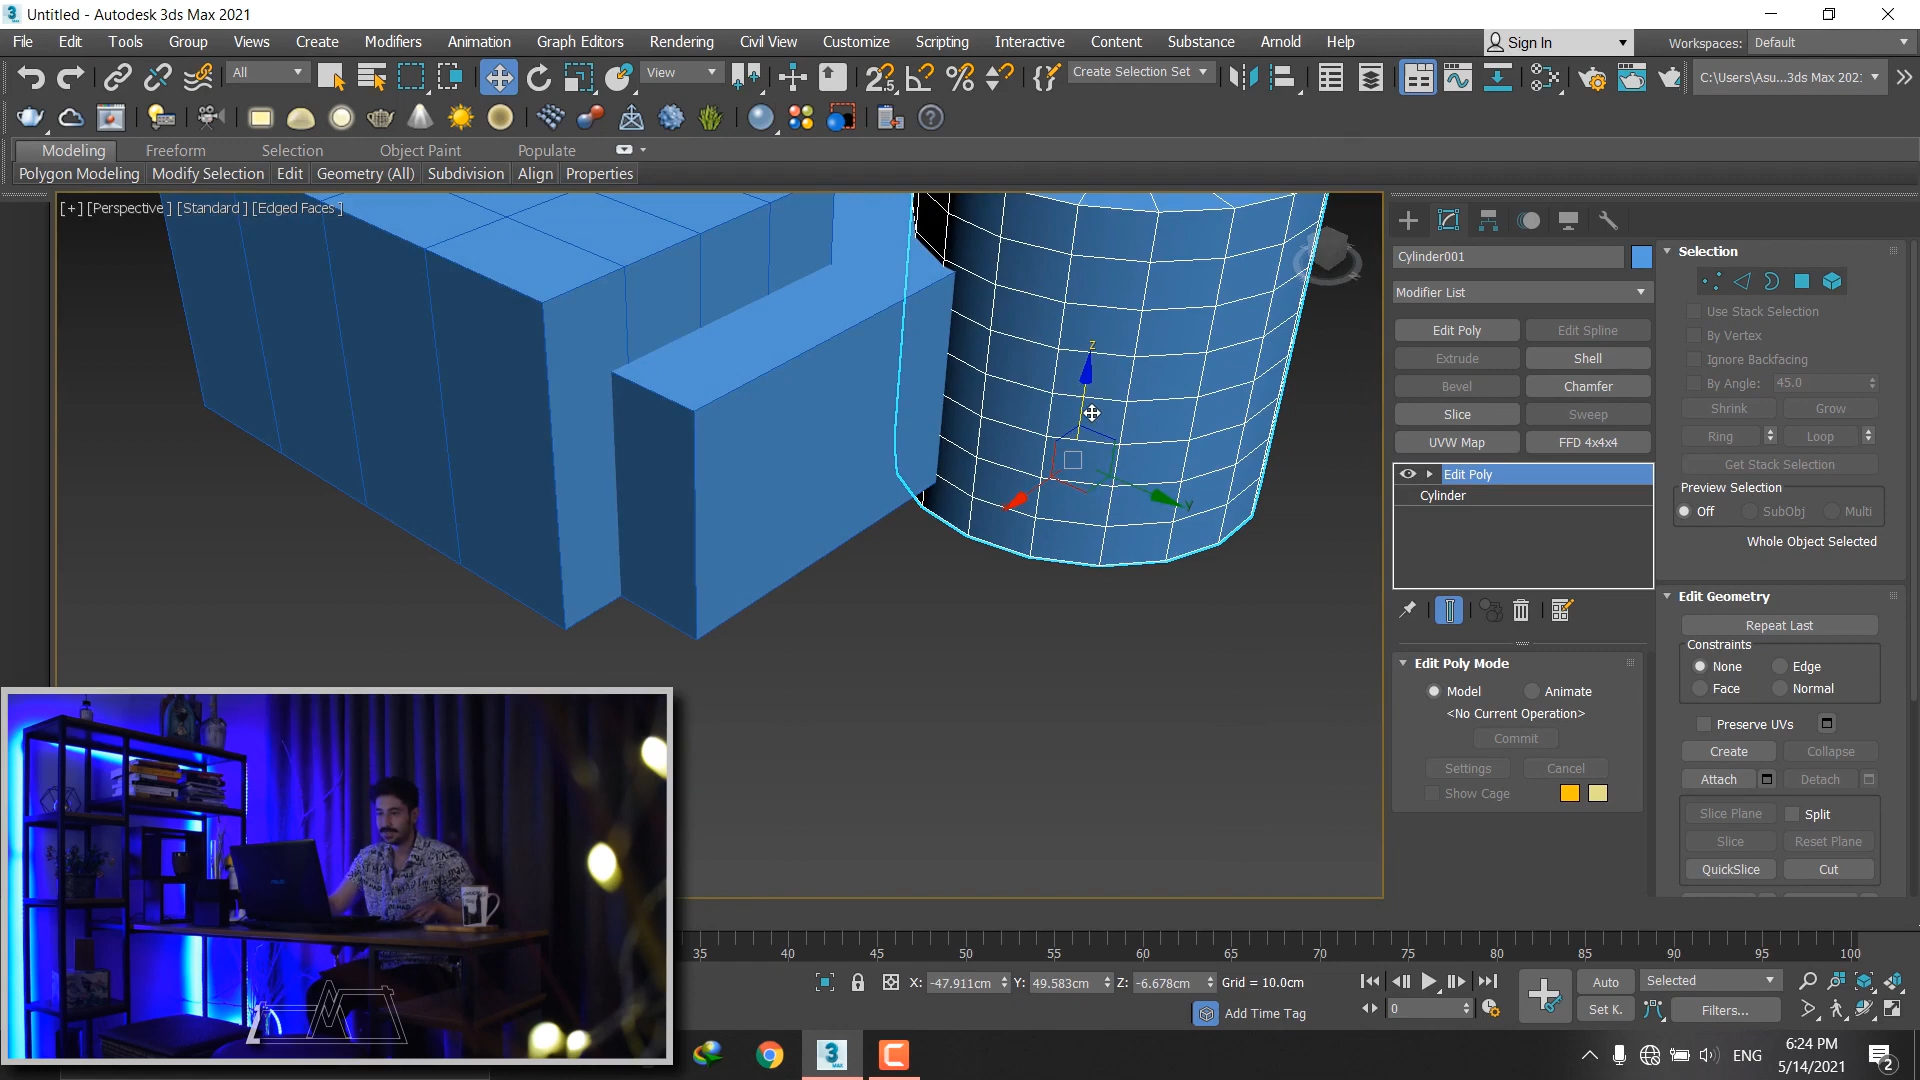 Untitled - Autodesk 3ds Max 2021
File Edit Tools Group Views Create Modifiers Animation Graph Editors Rendering Civil View Customize Scripting Interactive Content Substance Arnold Help Sign In Workspaces: Default
All View Create Selection Set C:\Users\Asu...3ds Max 202:
Modeling Freeform Selection Object Paint Populate
Polygon Modeling Modify Selection Edit Geometry (All) Subdivision Align Properties
[+] [Perspective ] [Standard ] [Edged Faces ]
z
y
Cylinder001
Modifier List
Edit Poly Edit Spline
Extrude Shell
Bevel Chamfer
Slice Sweep
UVW Map FFD 4x4x4
Edit Poly
Cylinder
Edit Poly Mode
Model Animate
<No Current Operation>
Commit
Settings Cancel
Show Cage
Selection
Use Stack Selection
By Vertex
Ignore Backfacing
By Angle: 45.0
Shrink Grow
Ring Loop
Get Stack Selection
Preview Selection
Off SubObj Multi
Whole Object Selected
Edit Geometry
Repeat Last
Constraints
None Edge
Face Normal
Preserve UVs
Create Collapse
Attach Detach
Slice Plane Split
Slice Reset Plane
QuickSlice Cut
35 40 45 50 55 60 65 70 75 80 85 90 95 100
X: -47.911cm Y: 49.583cm Z: -6.678cm Grid = 10.0cm
Add Time Tag
0
Auto Selected
Set K. Filters...
ENG
6:24 PM
5/14/2021
2